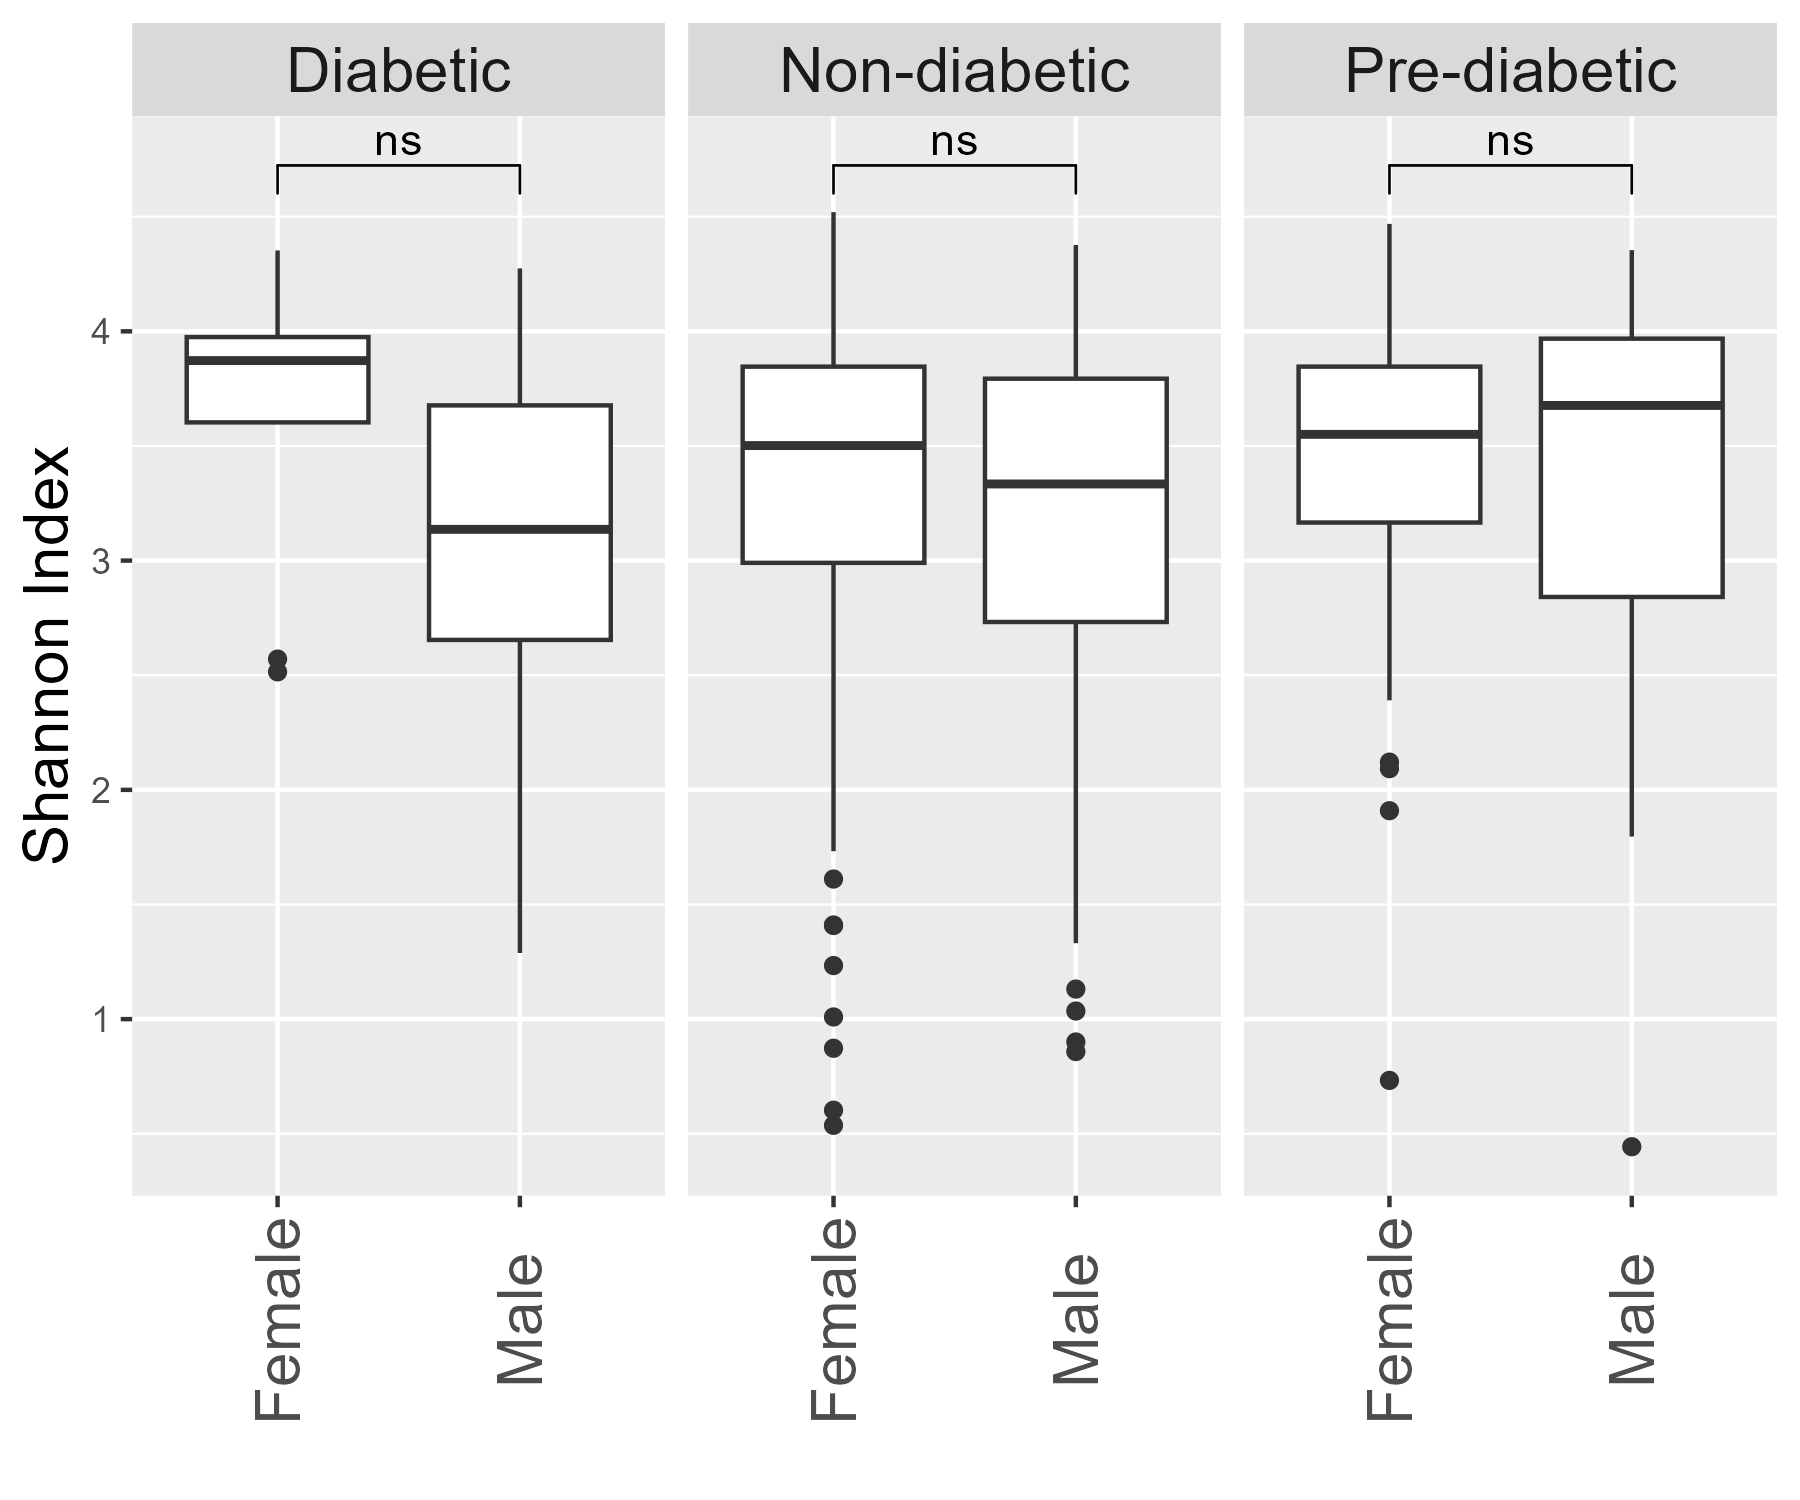 Diabetic
Non-diabetic
Pre-diabetic
ns
ns
ns
Shannon Index
4
3
2
1
Female
Male
Female
Male
Female
Male